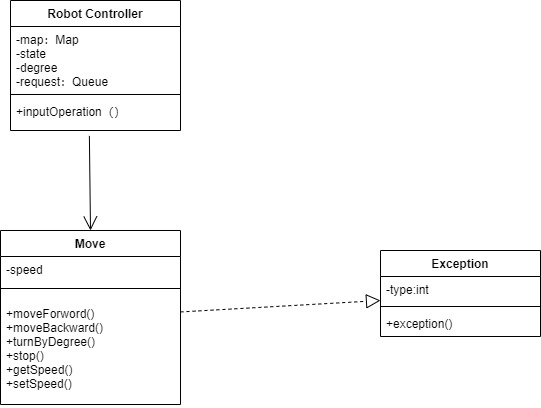 Robot Controller
-map: Map
-state
-degree
-request: Queue
+inputOperation ()
Move
-speed
+moveForword()
+moveBackward()
+turnByDegree()
+stop()
+getSpeed()
+setSpeed()
Exception
-type:int
+exception()